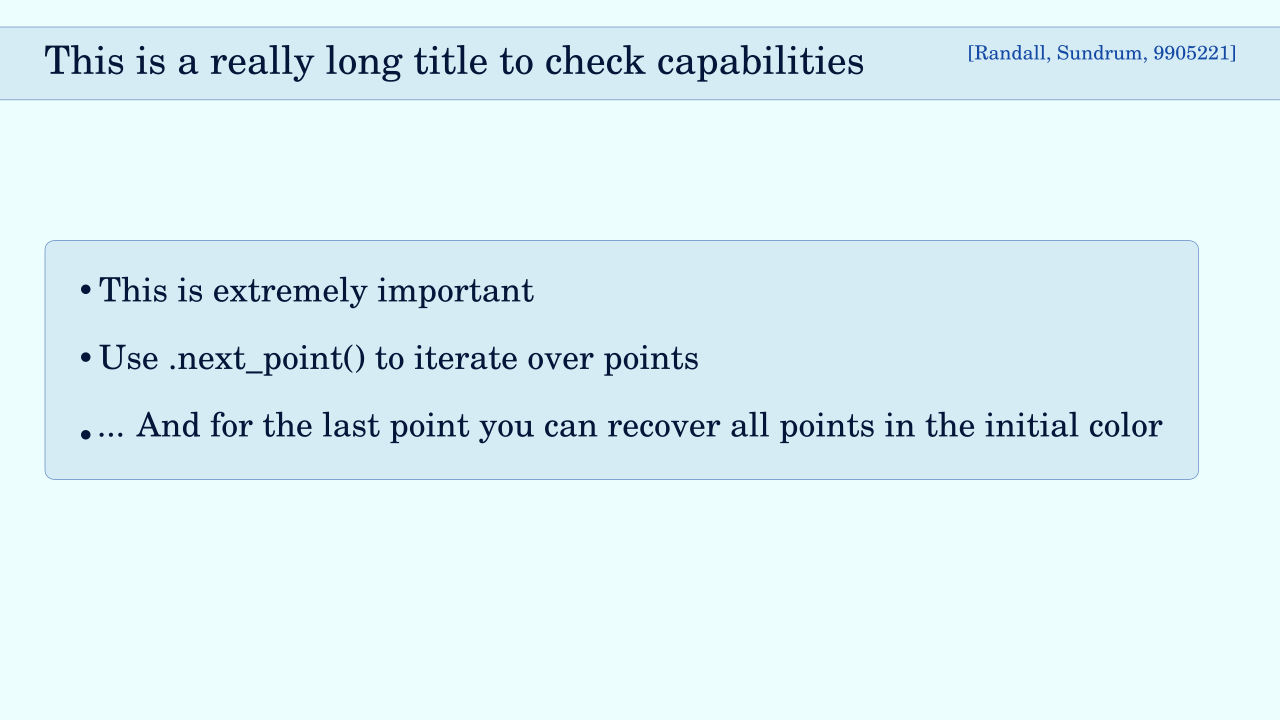 This is a really long title to check capabilities
[Randall, Sundrum, 9905221]
• This is extremely important
• Use .next_point() to iterate over points
• ... And for the last point you can recover all points in the initial color